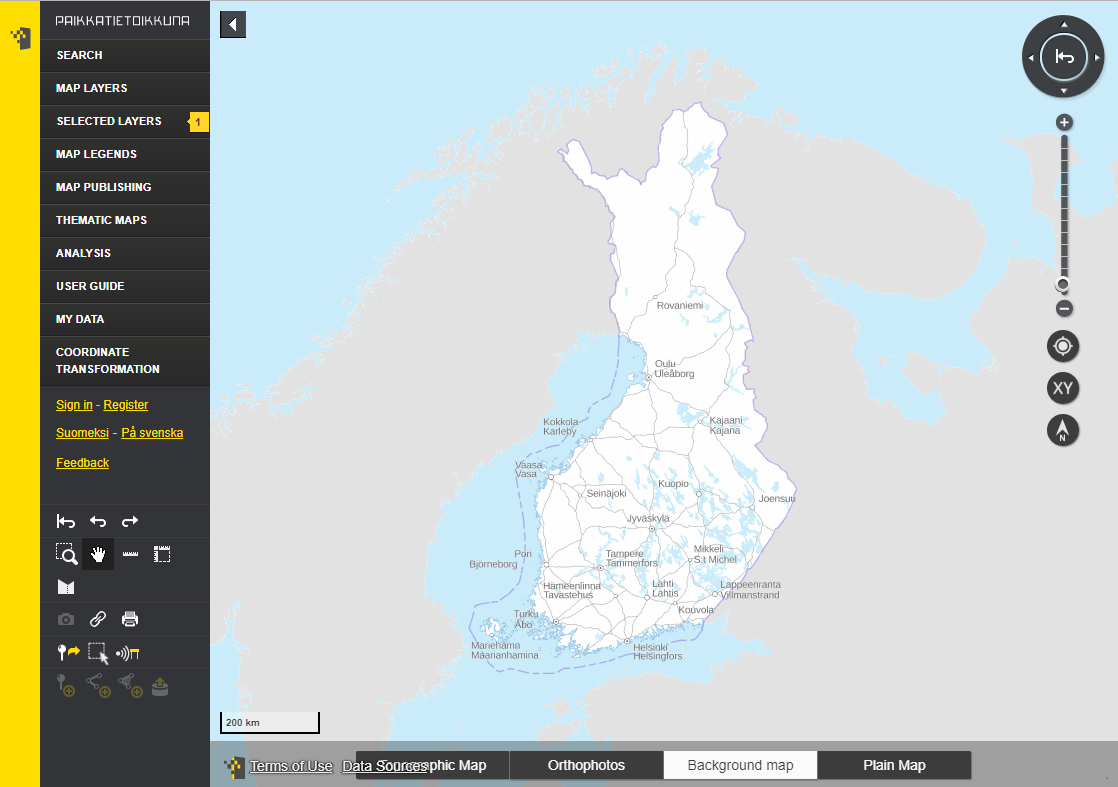 PAIKKATIETOIKKUNA
SEARCH
MAP LAYERS
SELECTED LAYERS 1
MAP LEGENDS
MAP PUBLISHING
THEMATIC MAPS
ANALYSIS
USER GUIDE
MY DATA
COORDINATE
TRANSFORMATION
Sign in - Register
Suomeksi - På svenska
Feedback
Rovaniemi
Oulu
Uleåborg
Kokkola
Karleby
Kajaani
Kajana
Vaasa
Vasa
Seinäjoki
Kuopio
Joensuu
Jyväskylä
Pori
Björneborg
Tampere
Tammerfors
Mikkeli
S:t Michel
Hämeenlinna
Tavastehus
Lahti
Lahtis
Lappeenranta
Villmanstrand
Kouvola
Turku
Åbo
Mariehamn
Maarianhamina
Helsinki
Helsingfors
XY
N
200 km
Terms of Use
Data Sources
Topographic Map
Orthophotos
Background map
Plain Map